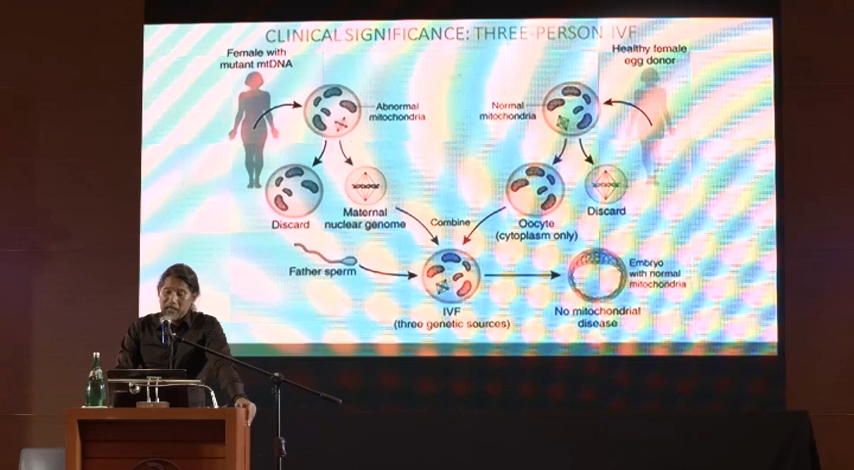 CLINICAL SIGNIFICANCE: THREE-PERSON IVF
Female with
mutant mtDNA
Healthy female
egg donor
Abnormal
mitochondria
Normal
mitochondria
Discard
Maternal
nuclear genome
Combine
Oocyte
(cytoplasm only)
Discard
Father sperm
Embryo
with normal
mitochondria
IVF
(three genetic sources)
No mitochondrial
disease